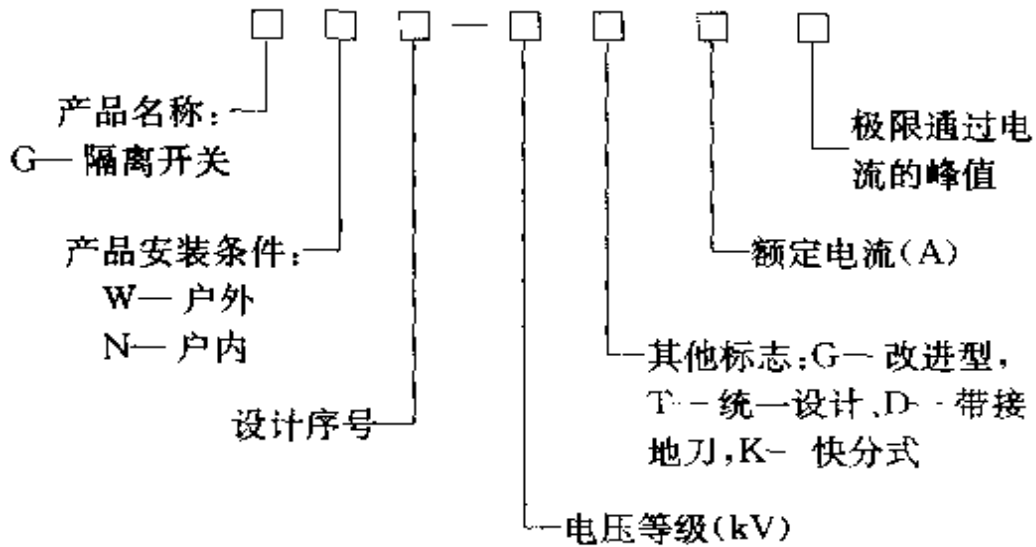 □ □ □ — □ □ □ □
产品名称:
G— 隔离开关
极限通过电
流的峰值
产品安装条件:
W— 户外
N— 户内
额定电流(A)
其他标志:G— 改进型,
T--统一设计、D--带接
地刀,K- 快分式
设计序号
电压等级(kV)